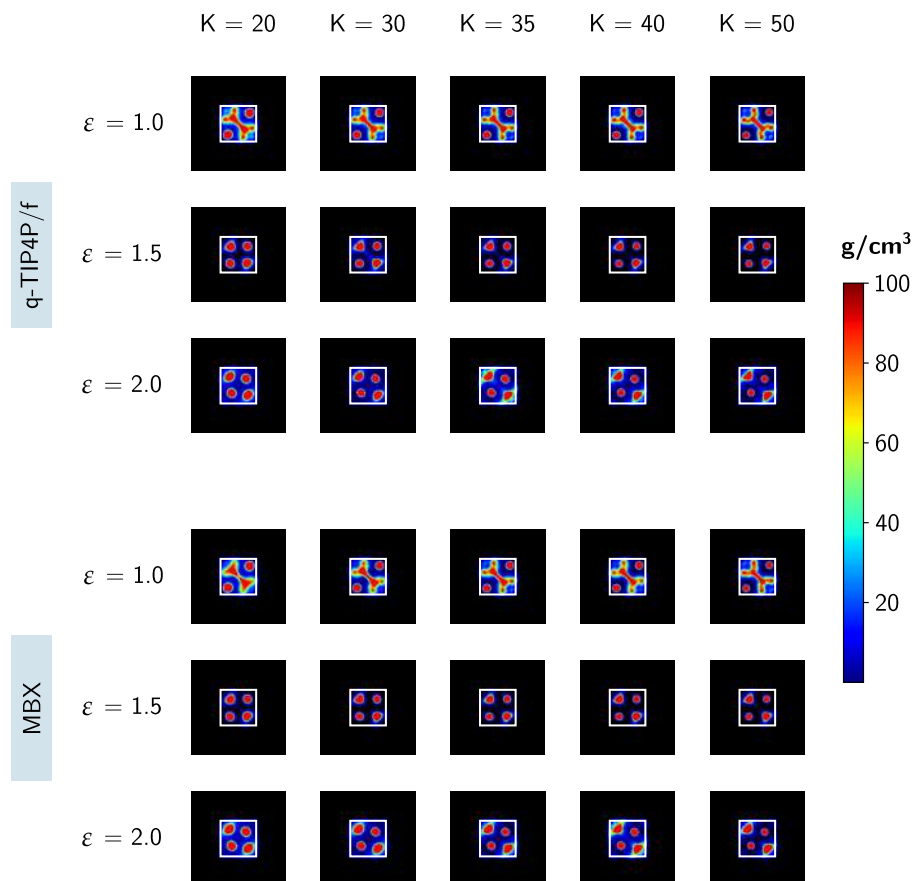 K = 20 K = 30 K = 35 K = 40 K = 50
q-TIP4P/f
ε = 1.0
ε = 1.5
ε = 2.0
MBX
ε = 1.0
ε = 1.5
ε = 2.0
g/cm³
100
80
60
40
20